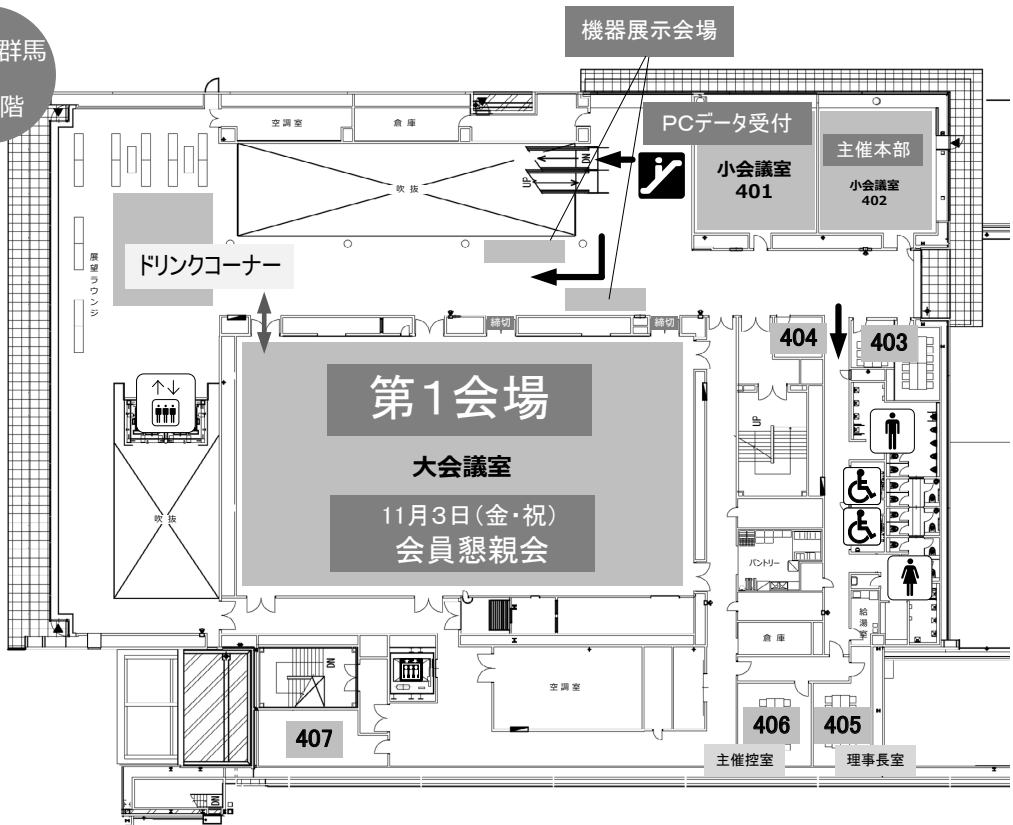 群馬
階
機器展示会場
空調室
倉庫
PCデータ受付
主催本部
小会議室
401
小会議室
402
吹抜
UP
DN
展望ラウンジ
ドリンクコーナー
締切
締切
404
403
第1会場
大会議室
11月3日(金・祝)
会員懇親会
UP
吹抜
パントリー
給湯室
倉庫
DN
空調室
407
406
405
主催控室
理事長室
DN